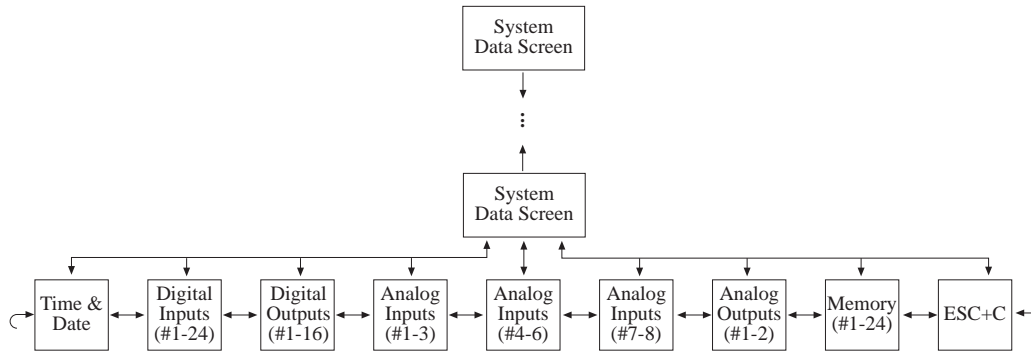 System
Data Screen
...
System
Data Screen
Time &
Date
Digital
Inputs
(#1-24)
Digital
Outputs
(#1-16)
Analog
Inputs
(#1-3)
Analog
Inputs
(#4-6)
Analog
Inputs
(#7-8)
Analog
Outputs
(#1-2)
Memory
(#1-24)
ESC+C